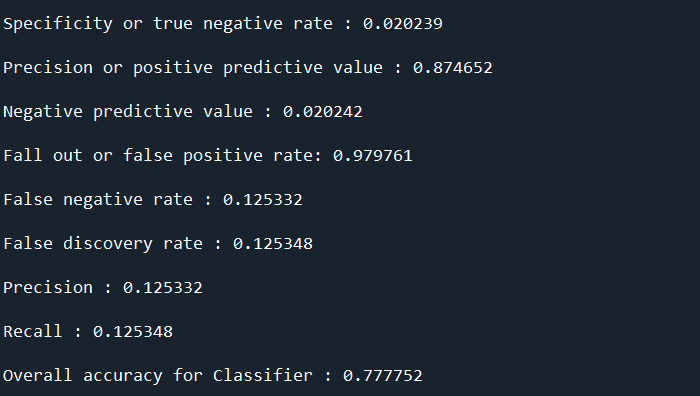 Specificity or true negative rate : 0.020239
Precision or positive predictive value : 0.874652
Negative predictive value : 0.020242
Fall out or false positive rate: 0.979761
False negative rate : 0.125332
False discovery rate : 0.125348
Precision : 0.125332
Recall : 0.125348
Overall accuracy for Classifier : 0.777752